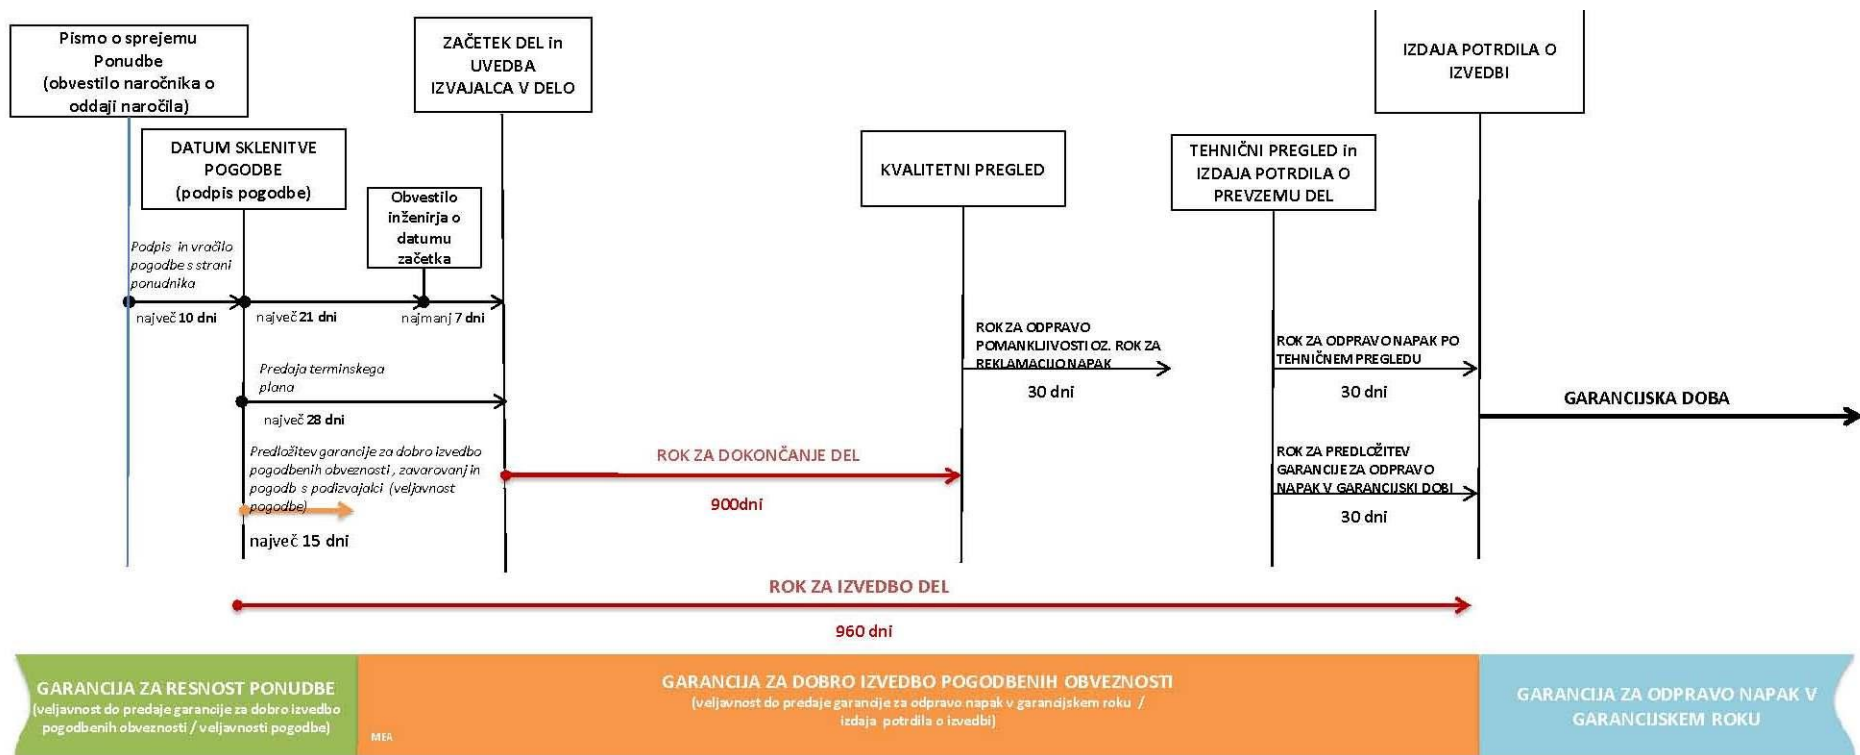 Pismo o sprejemu
Ponudbe
(obvestilo naročnika o
oddaji naročila)
DATUM SKLENITVE
POGODBE
(podpis pogodbe)
ZAČETEK DEL in
UVEDBA
IZVAJALCA V DELO
Obvestilo
inženirja o
datumu
začetka
KVALITETNI PREGLED
TEHNIČNI PREGLED in
IZDAJA POTRDILA O
PREVZEMU DEL
IZDAJA POTRDILA O
IZVEDBI
Podpis in vračilo
pogodbe s strani
ponudnika
največ 10 dni
največ 21 dni
najmanj 7 dni
Predaja terminskega
plana
največ 28 dni
Predložitev garancije za dobro izvedbo
pogodbenih obveznosti, zavarovanj in
pogodb s podizvajalci (veljavnost
pogodbe)
največ 15 dni
ROK ZA DOKONČANJE DEL
900dni
ROK ZA ODPRAVO
POMANKLJIVOSTI OZ. ROK ZA
REKLAMACIJO NAPAK
30 dni
ROK ZA ODPRAVO NAPAK PO
TEHNIČNEM PREGLEDU
30 dni
ROK ZA PREDLOŽITEV
GARANCIJE ZA ODPRAVO
NAPAK V GARANCIJSKI DOBI
30 dni
GARANCIJSKA DOBA
ROK ZA IZVEDBO DEL
960 dni
GARANCIJA ZA RESNOST PONUDBE
(veljavnost do predaje garancije za dobro izvedbo
pogodbenih obveznosti / veljavnosti pogodbe)
GARANCIJA ZA DOBRO IZVEDBO POGODBENIH OBVEZNOSTI
(veljavnost do predaje garancije za odpravo napak v garancijskem roku /
izdaja potrdila o izvedbi)
MEA
GARANCIJA ZA ODPRAVO NAPAK V
GARANCIJSKEM ROKU